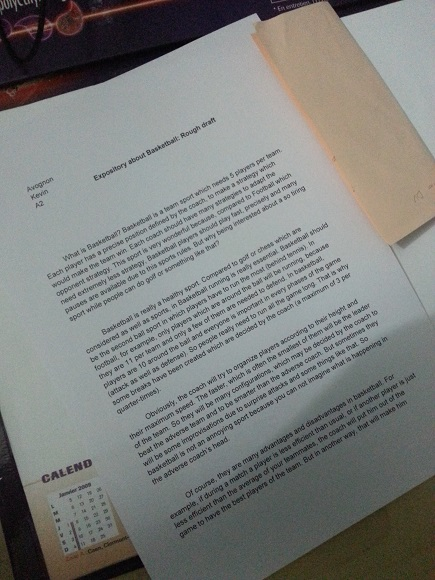 * En entretien
Expository about Basketball: Rough draft
Avognon
Kevin
A2
What is Basketball? Basketball is a team sport which needs 5 players per team.
Each player has a precise position defined by the coach, to make a strategy which
would make the team win. Each coach should have many strategies to adapt the
opponent strategy. This sport is very wonderful because, compared to Football which
need extremely less strategy, Basketball players should play fast, precisely and many
pauses are available due to this sports rules. But why being interested about a so tiring
sport while people can do golf or something like that?
Basketball is really a healthy sport. Compared to golf or chess which are
considered as well as sports, in Basketball running is really essential. Basketball should
be the second ball sport in which players have to run the most (behind tennis). In
football, for example, only players which are around the ball will be running, because
they are 11 per team and only a few of them are needed to defend. In basketball,
players are 10 around the ball and everyone is important in every phases of the game
(attack as well as defense). So people really need to run all the game long. That is why
some breaks have been created which are decided by the coach (a maximum of 3 per
quarter-times).
Obviously, the coach will try to organize players according to their height and
their maximum speed. The latter, which is often the smallest of them will be the leader
of the team. So they will be many configurations, which may be decided by the coach to
beat the adverse team and to be smarter than the adverse coach. But sometimes they
will be some improvisations due to surprise attacks and some things like that. So
basketball is not an annoying sport because you can not imagine what is happening in
the adverse coach's head.
Of course, they are many advantages and disadvantages in basketball. For
example, if during a match a player is less efficient than usual, or if another player is just
less efficient than the average of your teammates, the coach will put him out of the
game to have the best players of the team. But in another way, that will make him
CALEND
Janvier 2009